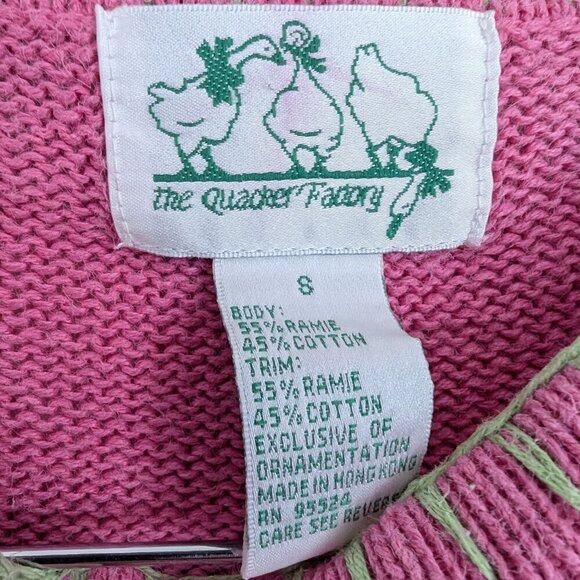 the Quacker Factory
S
BODY:
55% RAMIE
45% COTTON
TRIM:
55% RAMIE
45% COTTON
EXCLUSIVE OF
ORNAMENTATION
MADE IN HONG KONG
RN 95524
CARE SEE REVERSE